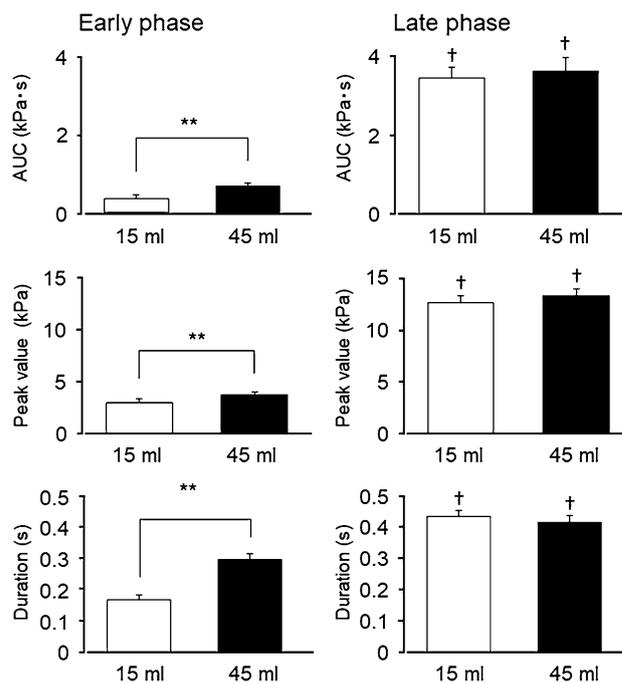 Early phase
Late phase
AUC (kPa•s)
4
2
0
**
15 ml
45 ml
AUC (kPa•s)
4
2
0
†
†
15 ml
45 ml
Peak value (kPa)
15
10
5
0
**
15 ml
45 ml
Peak value (kPa)
15
10
5
0
†
†
15 ml
45 ml
Duration (s)
0.5
0.4
0.3
0.2
0.1
0
**
15 ml
45 ml
Duration (s)
0.5
0.4
0.3
0.2
0.1
0
†
†
15 ml
45 ml